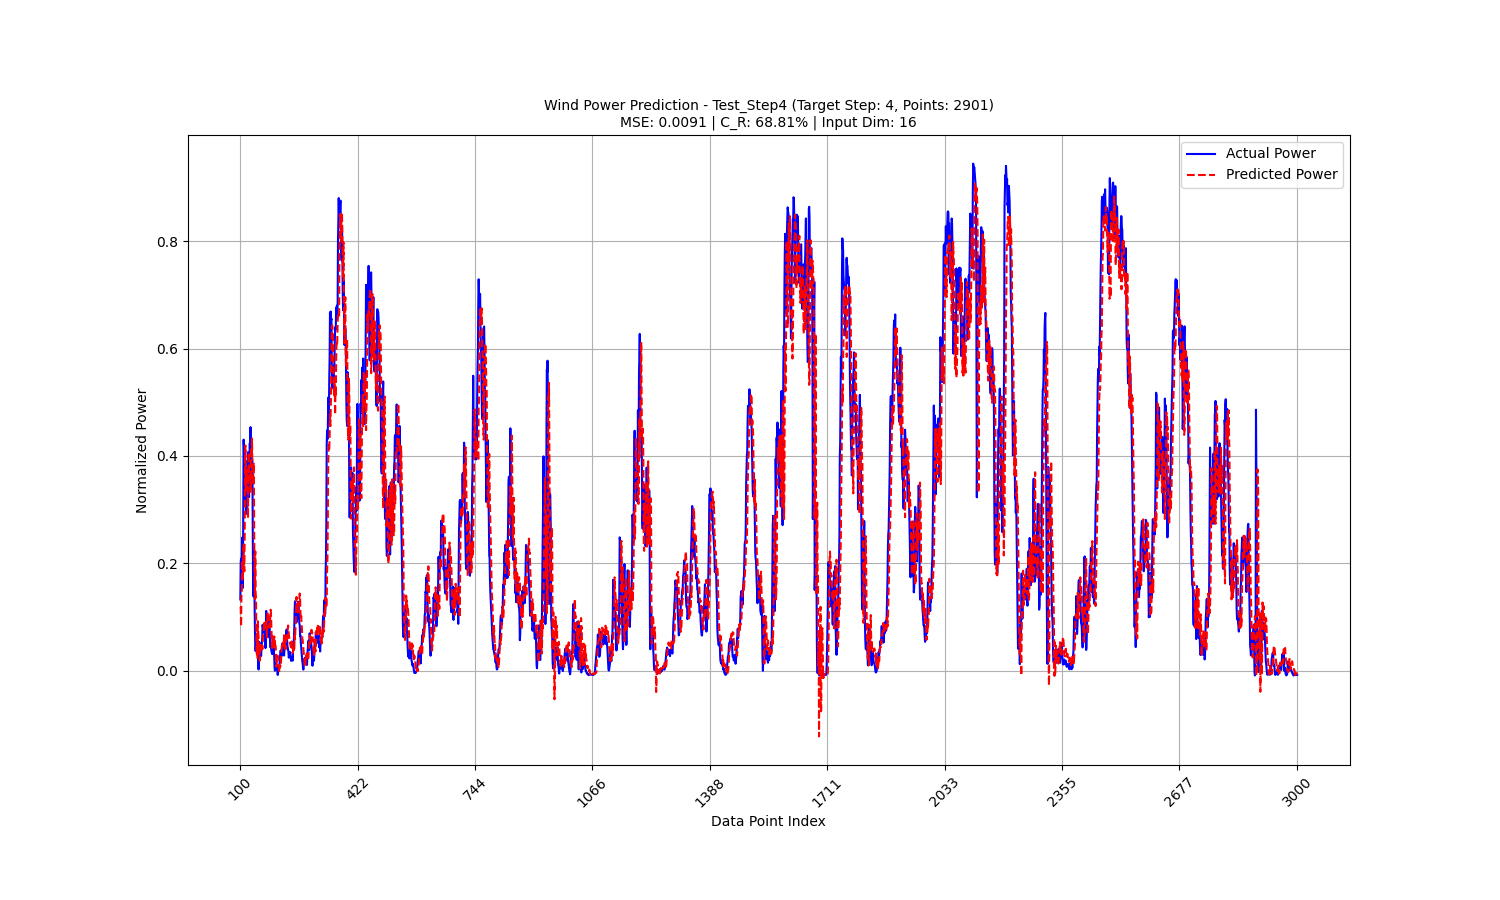 Wind Power Prediction - Test_Step4 (Target Step: 4, Points: 2901)
MSE: 0.0091 | C_R: 68.81% | Input Dim: 16
Actual Power
Predicted Power
Normalized Power
0.8
0.6
0.4
0.2
0.0
100
422
744
1066
1388
1711
2033
2355
2677
3000
Data Point Index